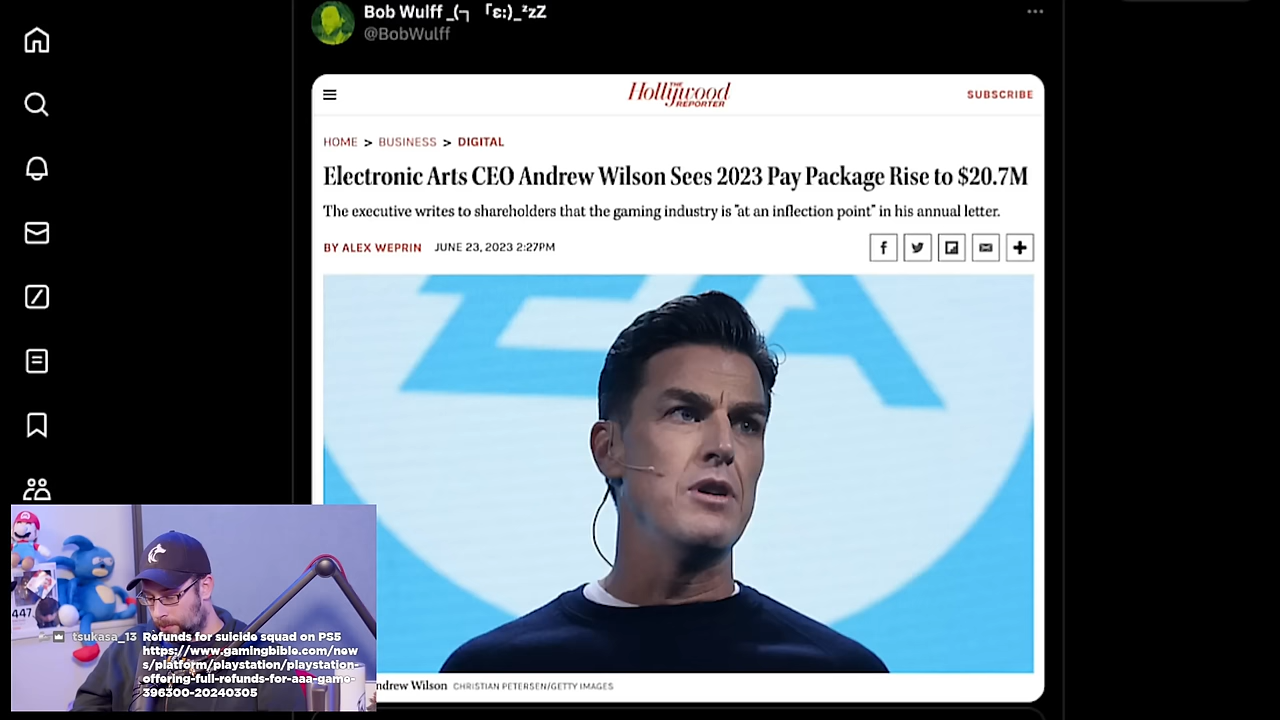 Bob Wulff _(┐「ε:)_ᶻzZ
@BobWulff
The Hollywood REPORTER
SUBSCRIBE
HOME > BUSINESS > DIGITAL
Electronic Arts CEO Andrew Wilson Sees 2023 Pay Package Rise to $20.7M
The executive writes to shareholders that the gaming industry is "at an inflection point" in his annual letter.
BY ALEX WEPRIN JUNE 23, 2023 2:27PM
EA
447
tsukasa_13 Refunds for suicide squad on PS5
https://www.gamingbible.com/new
s/platform/playstation/playstation-
offering-full-refunds-for-aaa-game-
396300-20240305
ndrew Wilson CHRISTIAN PETERSEN/GETTY IMAGES